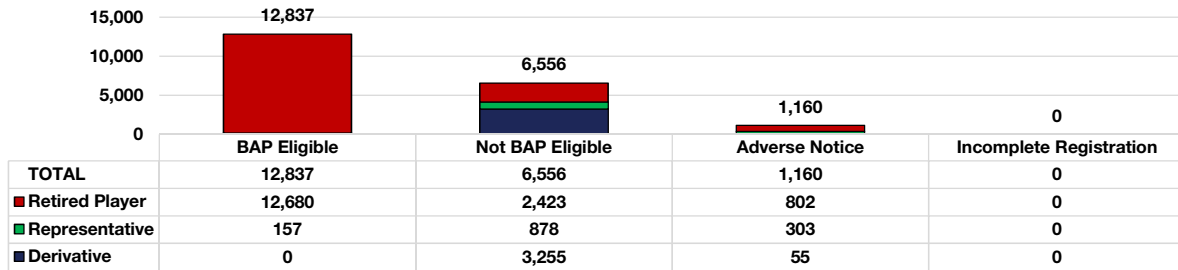 15,000
12,837
10,000
6,556
5,000
1,160
0
0
BAP Eligible Not BAP Eligible Adverse Notice Incomplete Registration
TOTAL 12,837 6,556 1,160 0
Retired Player 12,680 2,423 802 0
Representative 157 878 303 0
Derivative 0 3,255 55 0